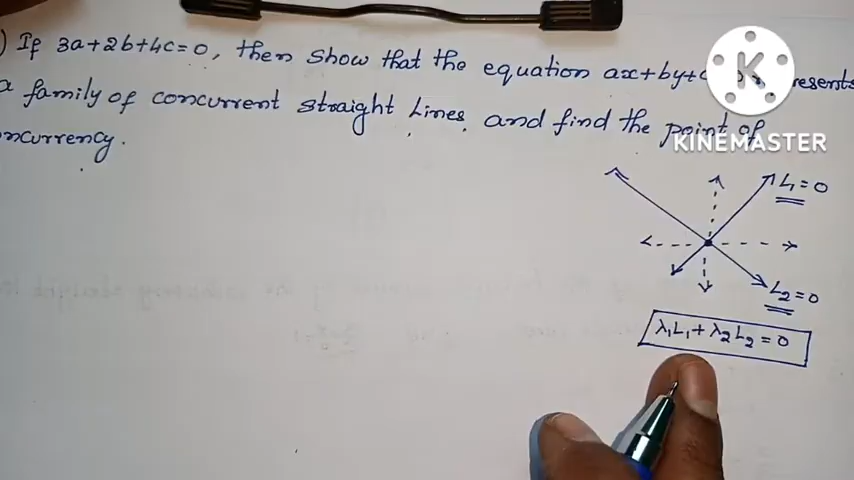 ) If 3a+2b+4c=0, then show that the equation ax+by+
a family of concurrent straight Lines, and find the point of
ncurrency.
K
KINEMASTER
L₁=0
L₂=0
λ₁L₁+λ₂L₂=0